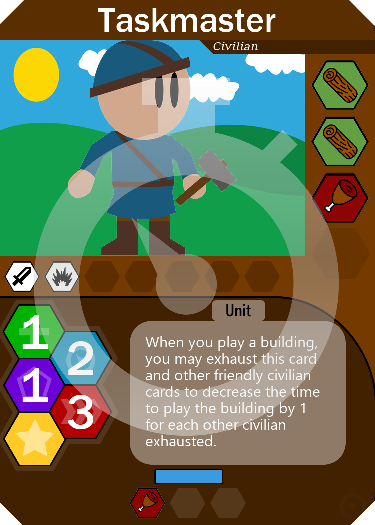 Taskmaster
Civilian
Unit
1
2
1
3
When you play a building,
you may exhaust this card
and other friendly civilian
cards to decrease the time
to play the building by 1
for each other civilian
exhausted.